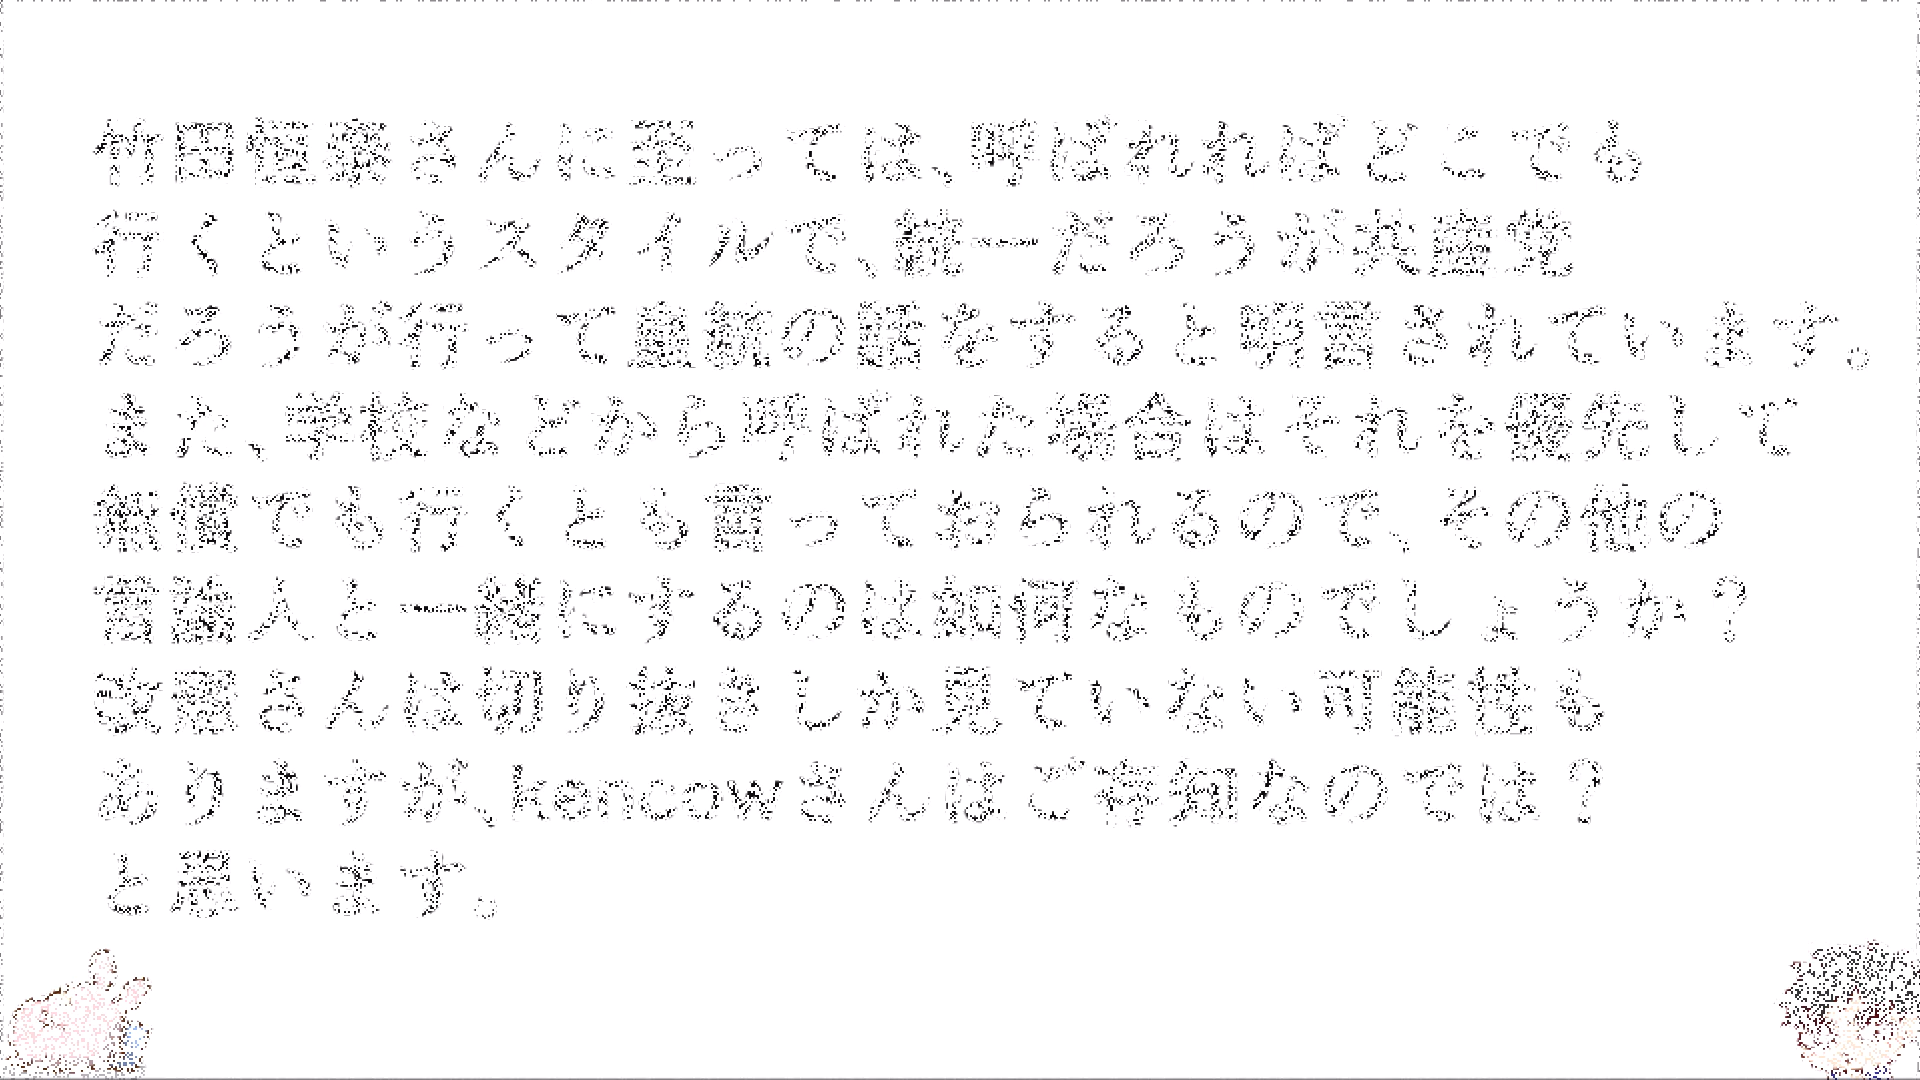 竹田恒泰さんに至っては、呼ばれればどこでも
行くというスタイルで、統一だろうが共産党
だろうが行って皇統の話をすると明言されています。
また、学校などから呼ばれた場合はそれを優先して
無償でも行くとも言っておられるので、その他の
言論人と一緒にするのは如何なものでしょうか？
改憲さんは切り抜きしか見ていない可能性も
ありますが、kencowさんはご存知なのでは？
と思います。